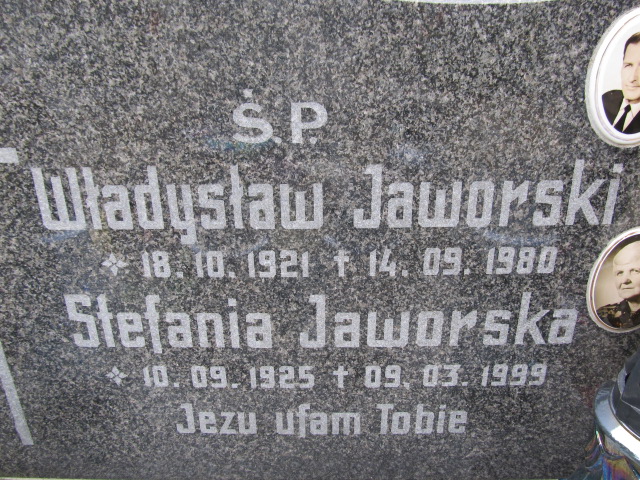 Ś.P.
Władysław Jaworski
* 18.10.1921 † 14.09.1980
Stefania Jaworska
* 10.09.1925 † 09.03.1999
Jezu ufam Tobie